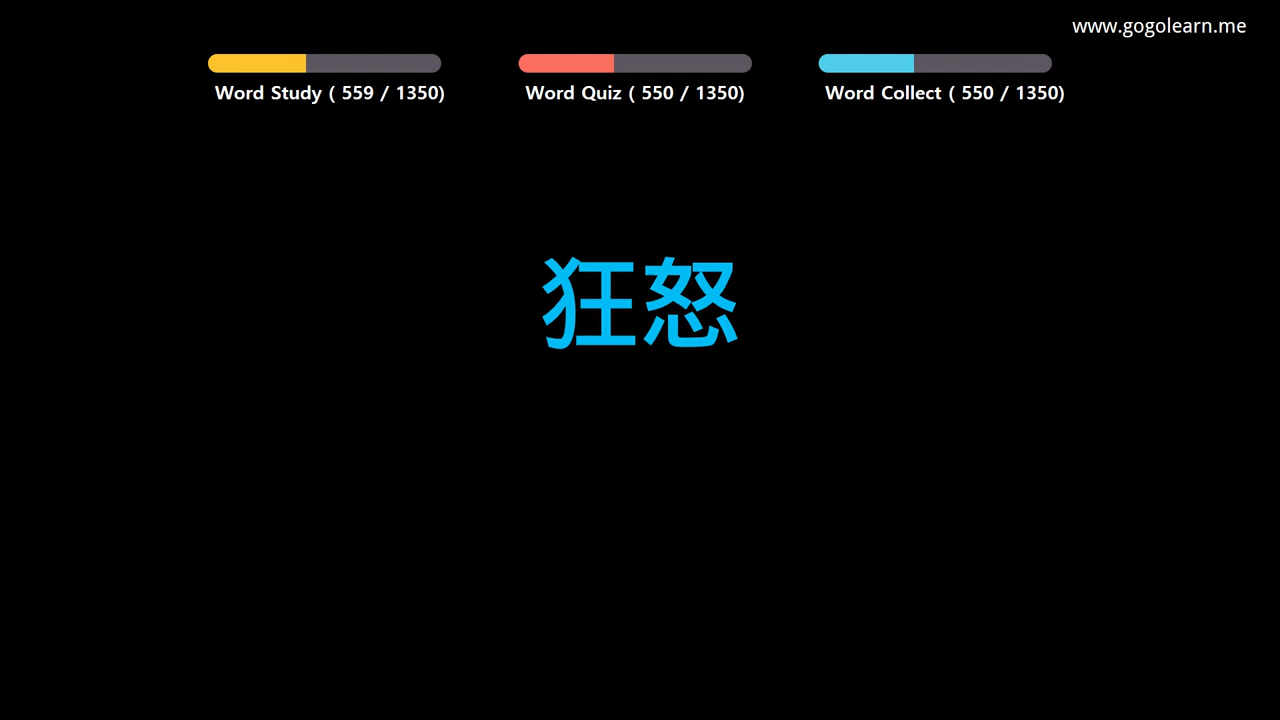 www.gogolearn.me
Word Study ( 559 / 1350)
Word Quiz ( 550 / 1350)
Word Collect ( 550 / 1350)
狂怒